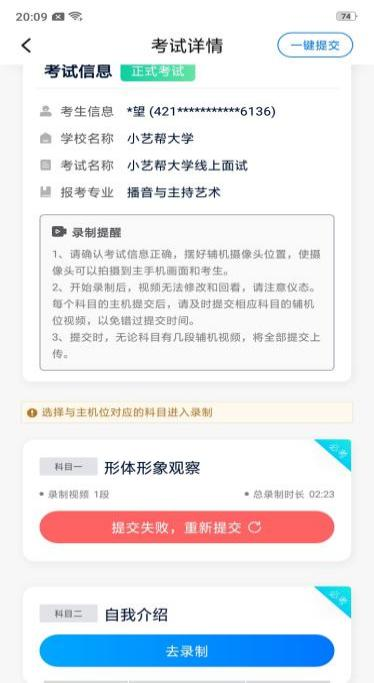 20:09
74
考试详情
一键提交
考试信息
正式考试
考生信息 *望 (421***********6136)
学校名称 小艺帮大学
考试名称 小艺帮大学线上面试
报考专业 播音与主持艺术
录制提醒
1、请确认考试信息正确，摆好辅机摄像头位置，使摄
像头可以拍摄到主手机画面和考生。
2、开始录制后，视频无法修改和回看，请注意仪态。
每个科目的主机提交后，请及时提交相应科目的辅机
位视频，以免错过提交时间。
3、提交时，无论科目有几段辅机视频，将全部提交上
传。
选择与主机位对应的科目进入录制
必考
科目一 形体形象观察
录制视频 1段
总录制时长 02:23
提交失败，重新提交
必考
科目二 自我介绍
去录制